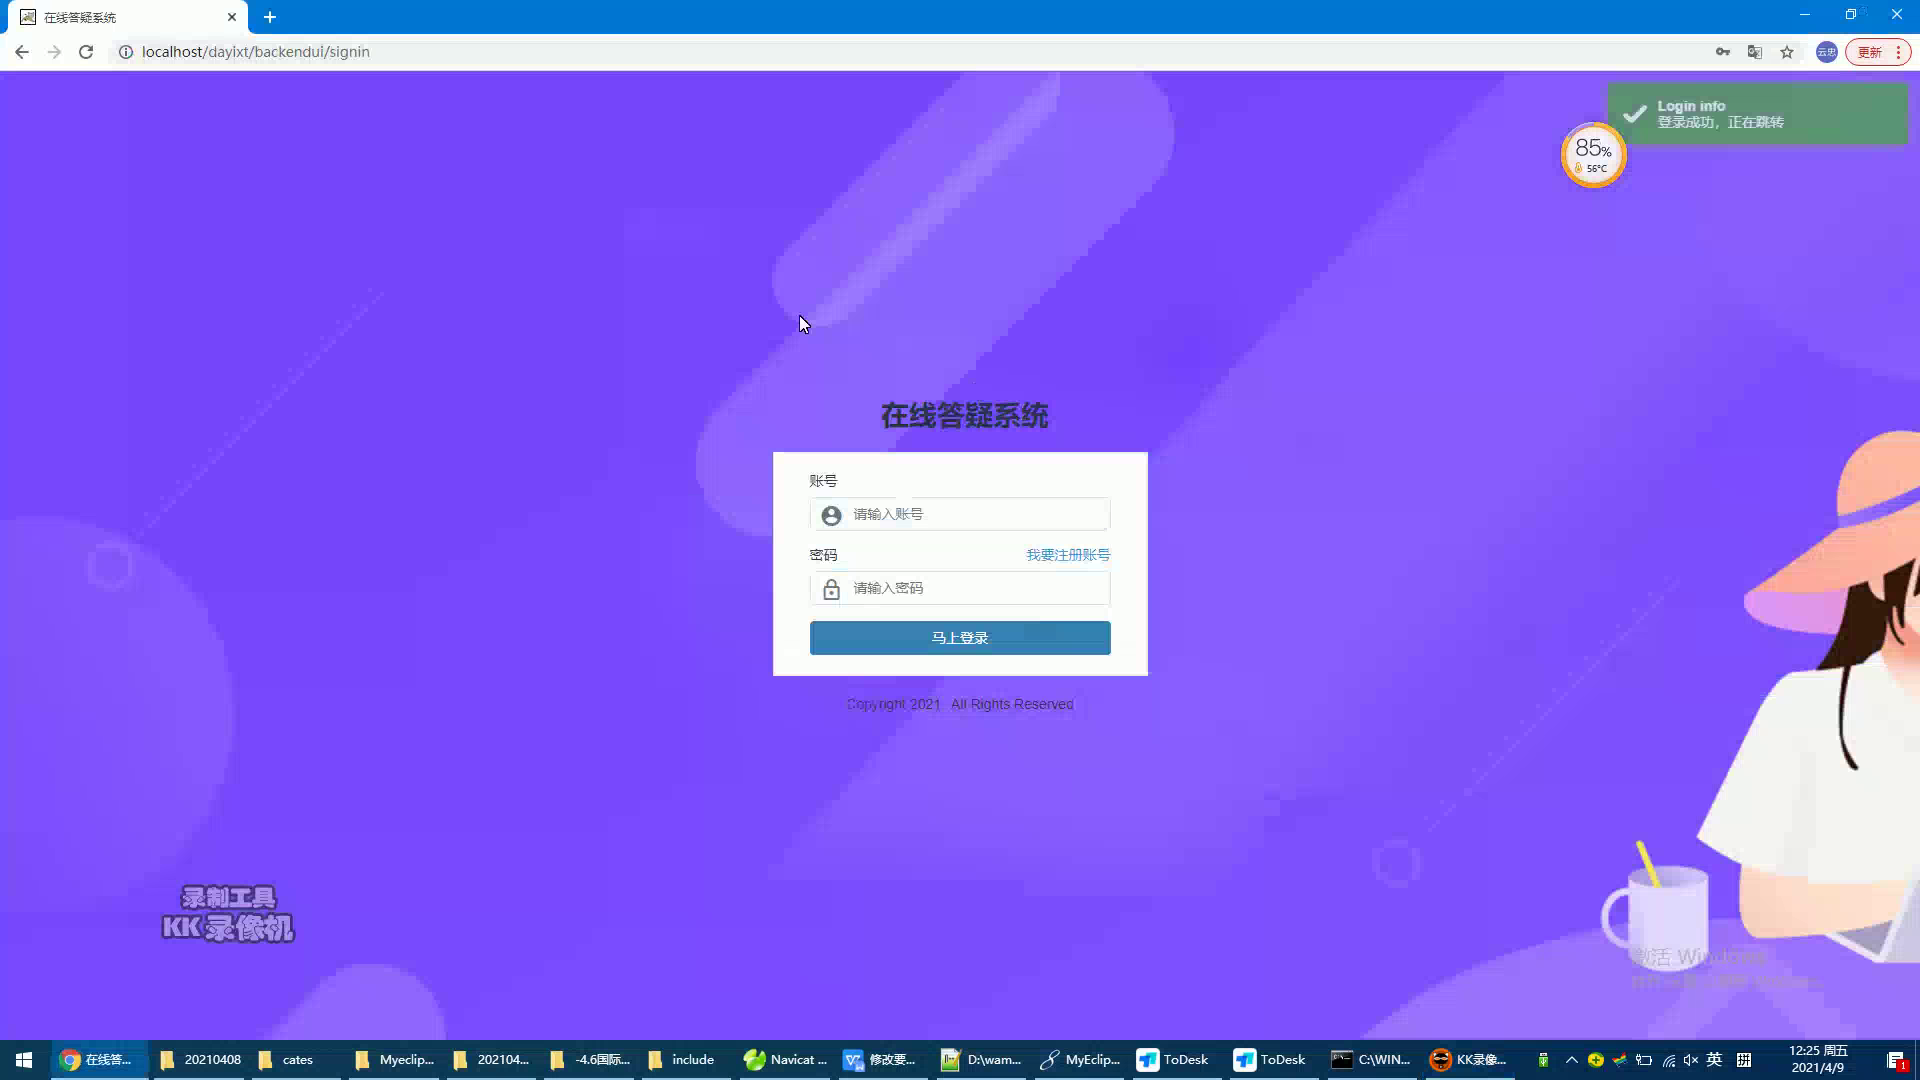 在线答疑系统
localhost/dayixt/backendui/signin
云忠
更新
Login info
登录成功，正在跳转
85%
56°C
在线答疑系统
账号
请输入账号
密码
我要注册账号
请输入密码
马上登录
Copyright 2021 All Rights Reserved
录制工具
KK 录像机
激活 Windows
在线答...
20210408
cates
Myeclip...
202104...
-4.6国际...
include
Navicat ...
修改要...
D:\wam...
MyEclip...
ToDesk
ToDesk
C:\WIN...
KK录像...
英
拼
12:25 周五
2021/4/9
1